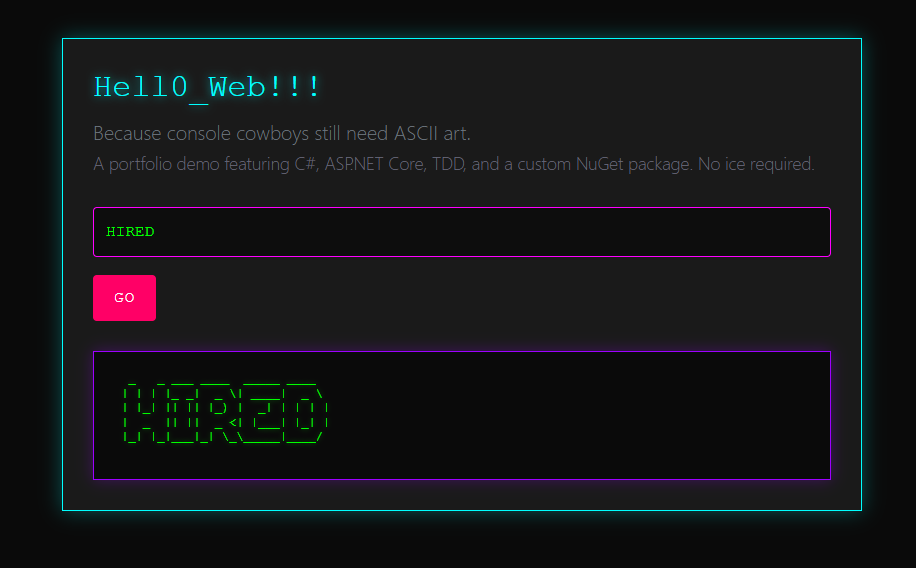 Hell0_Web!!!
Because console cowboys still need ASCII art.
A portfolio demo featuring C#, ASP.NET Core, TDD, and a custom NuGet package. No ice required.
HIRED
GO
HIRED